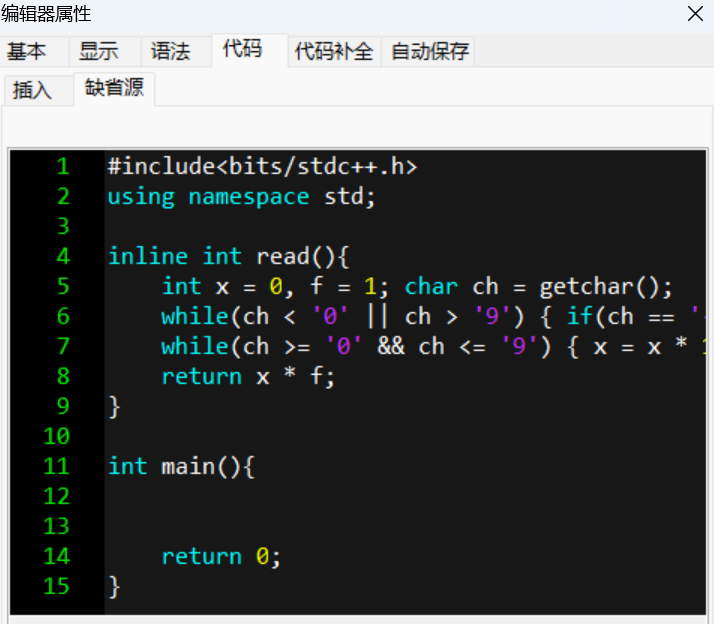 编辑器属性
基本 显示 语法 代码 代码补全 自动保存
插入 缺省源
1 #include<bits/stdc++.h>
2 using namespace std;
3
4 inline int read(){
5 int x = 0, f = 1; char ch = getchar();
6 while(ch < '0' || ch > '9') { if(ch == '
7 while(ch >= '0' && ch <= '9') { x = x *
8 return x * f;
9 }
10
11 int main(){
12
13
14 return 0;
15 }